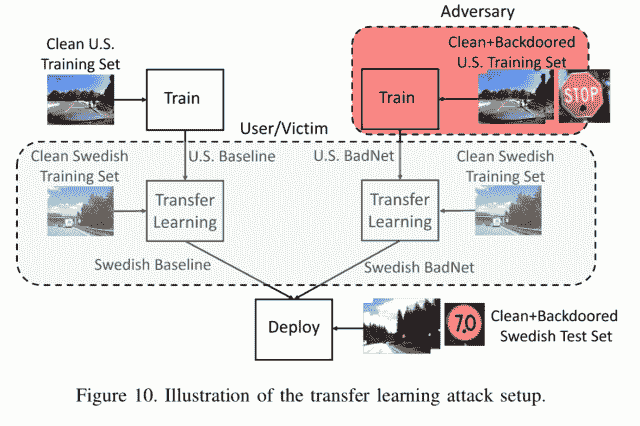 Adversary
Clean U.S.
Training Set
Train
Clean+Backdoored
U.S. Training Set
Train
STOP
User/Victim
U.S. Baseline
U.S. BadNet
Clean Swedish
Training Set
Transfer
Learning
Transfer
Learning
Clean Swedish
Training Set
Swedish Baseline
Swedish BadNet
Deploy
70
Clean+Backdoored
Swedish Test Set
Figure 10. Illustration of the transfer learning attack setup.